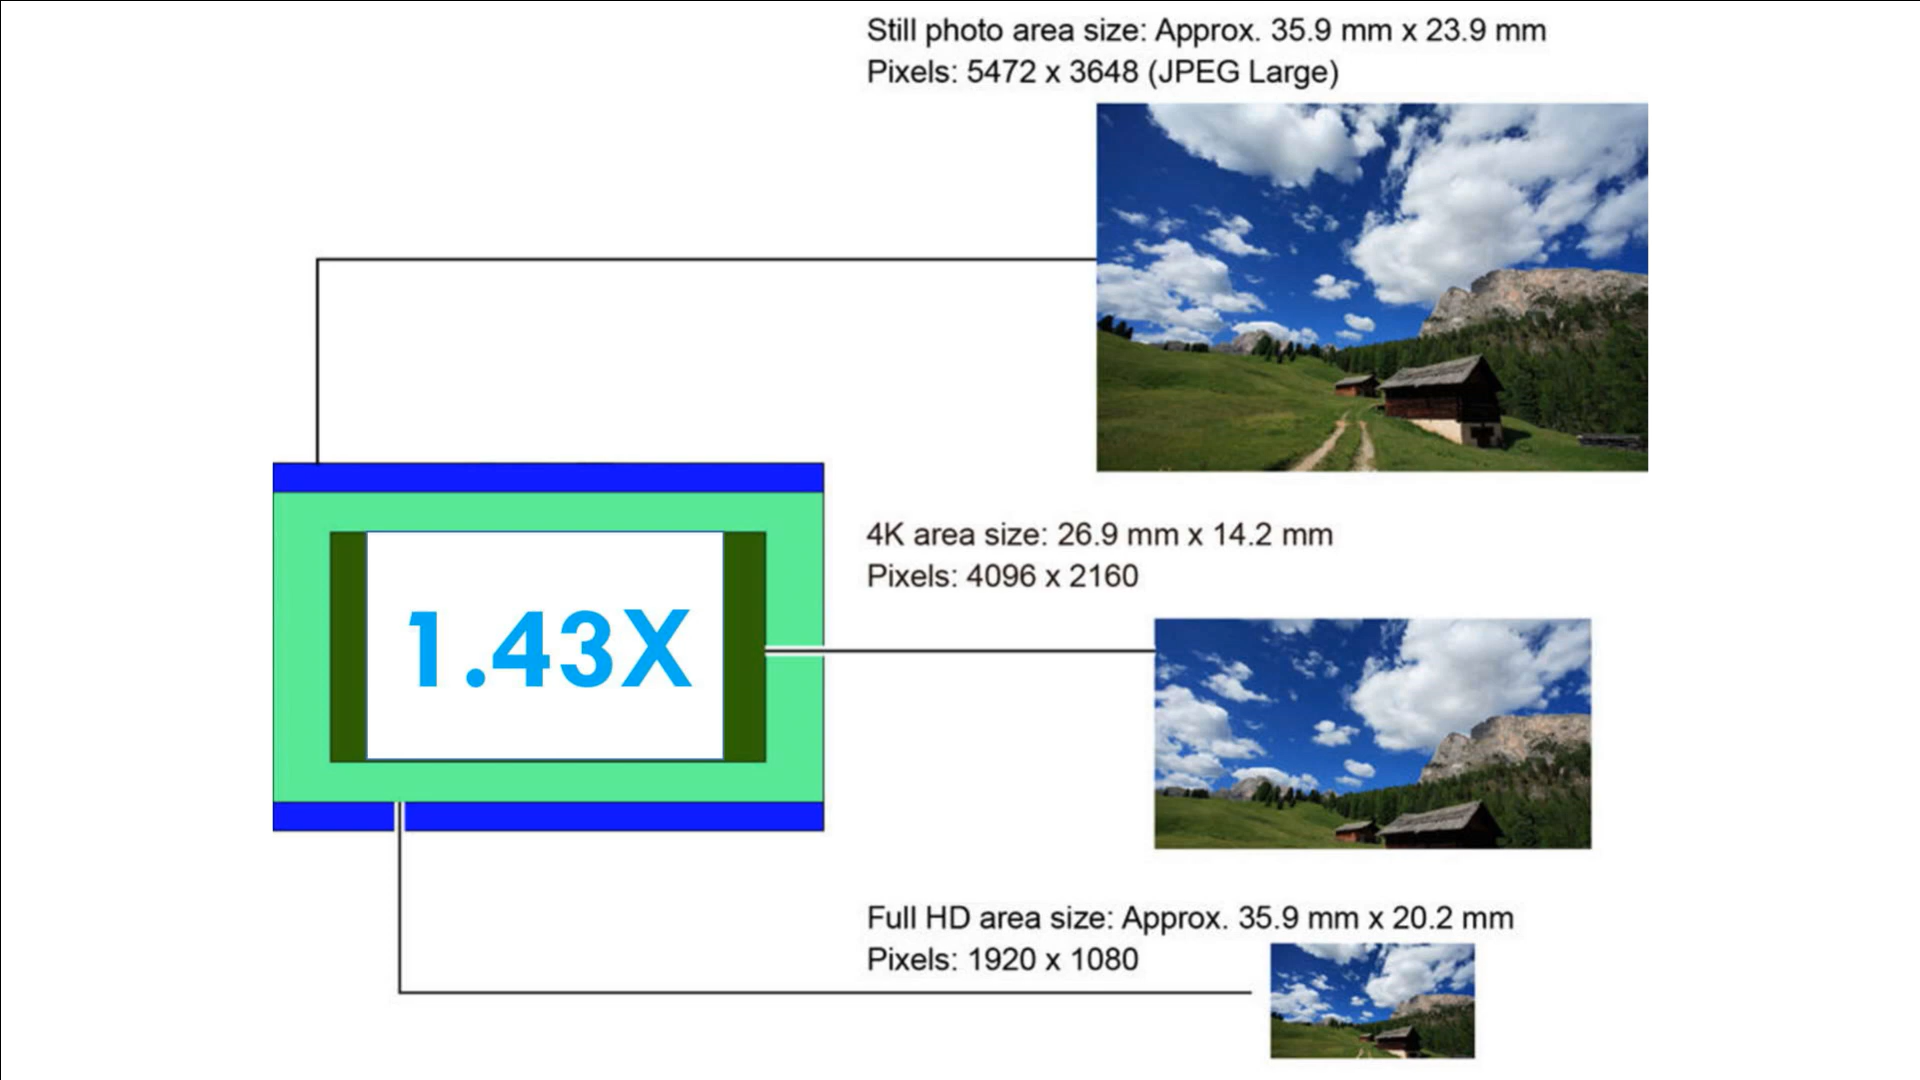 Still photo area size: Approx. 35.9 mm x 23.9 mm
Pixels: 5472 x 3648 (JPEG Large)
4K area size: 26.9 mm x 14.2 mm
Pixels: 4096 x 2160
1.43X
Full HD area size: Approx. 35.9 mm x 20.2 mm
Pixels: 1920 x 1080